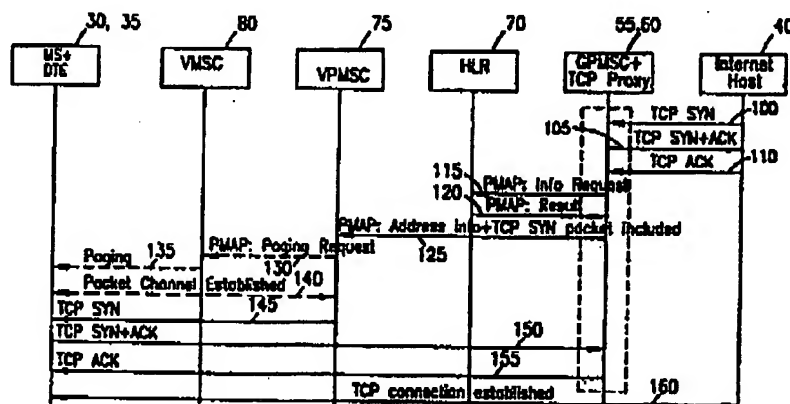 30, 35
80
75
70
55,60
40
MS+
DTE
VMSC
VPMSC
HLR
GPMSC+
TCP Proxy
Internet
Host
TCP SYN
100
105
TCP SYN+ACK
TCP ACK
110
115
PMAP: Info Request
120
PMAP: Result
PMAP: Address Info+TCP SYN packet included
125
Paging
135
PMAP: Paging Request
130
Packet Channel Established
140
TCP SYN
145
TCP SYN+ACK
150
TCP ACK
155
TCP connection established
160